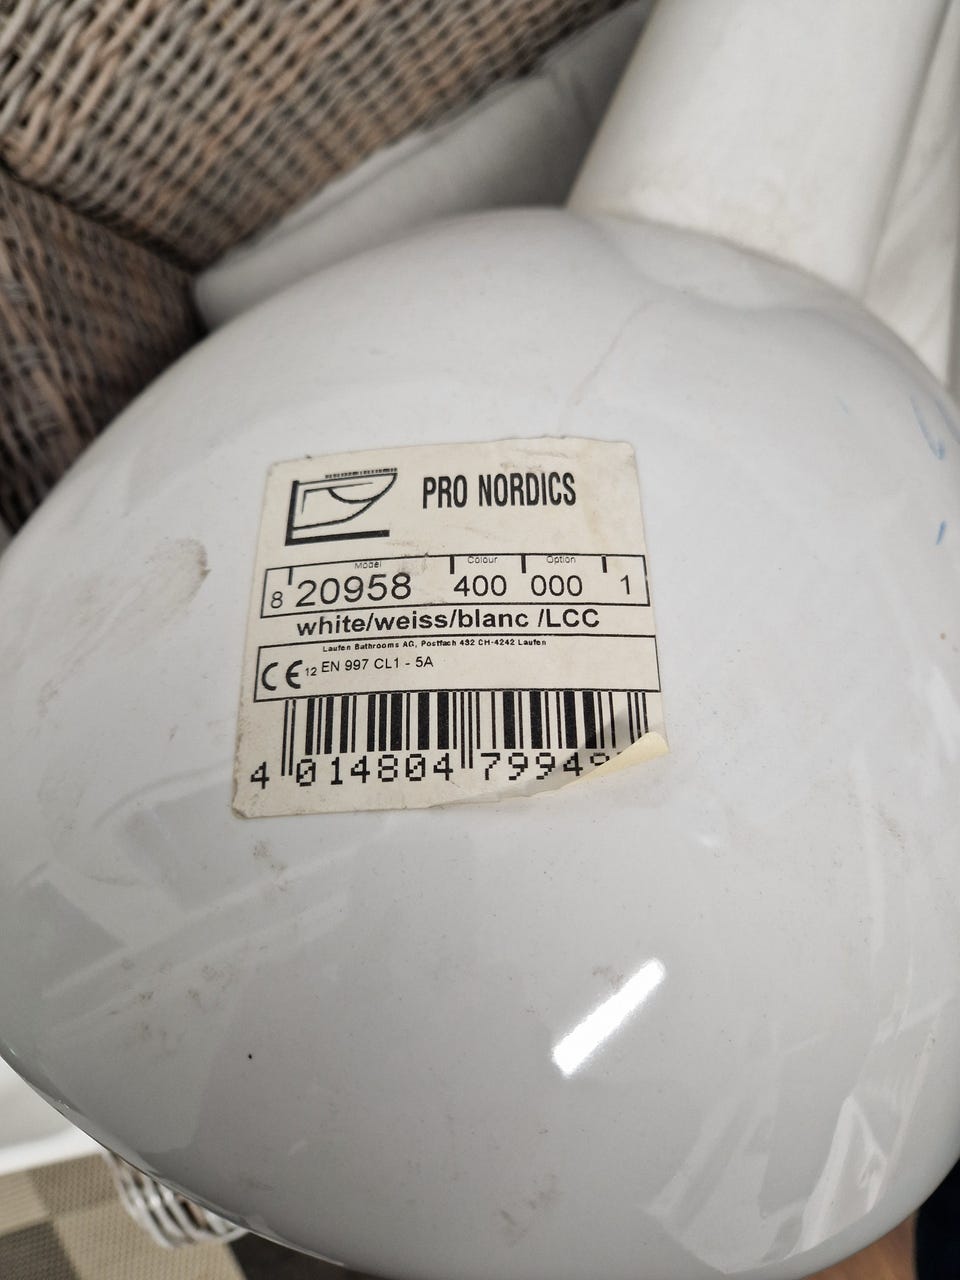 PRO NORDICS
Model Colour Option
8 20958 400 000 1
white/weiss/blanc /LCC
Laufen Bathrooms AG, Postfach 432 CH-4242 Laufen
CE 12 EN 997 CL1 - 5A
4 014804 79949